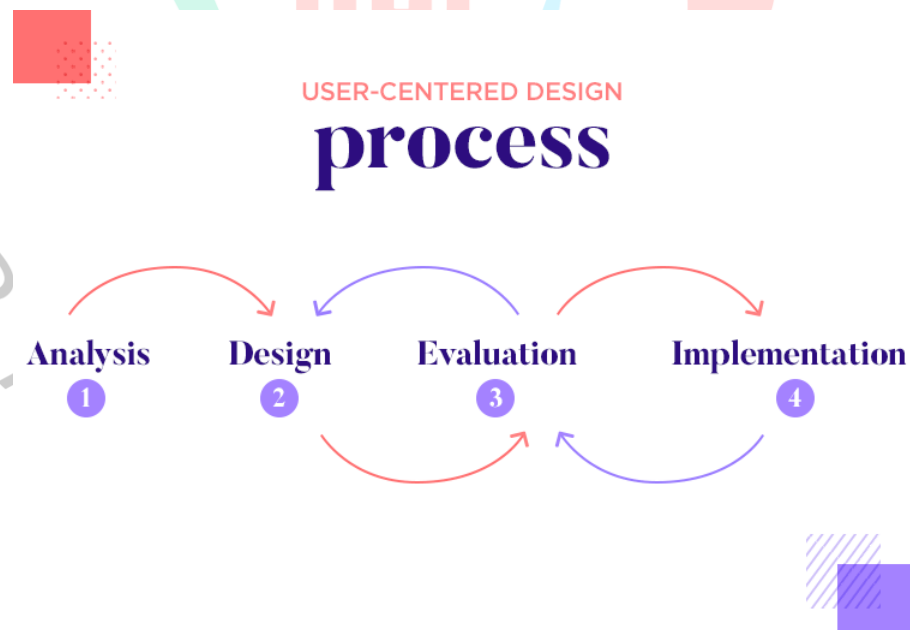 USER-CENTERED DESIGN
process
Analysis
1
Design
2
Evaluation
3
Implementation
4